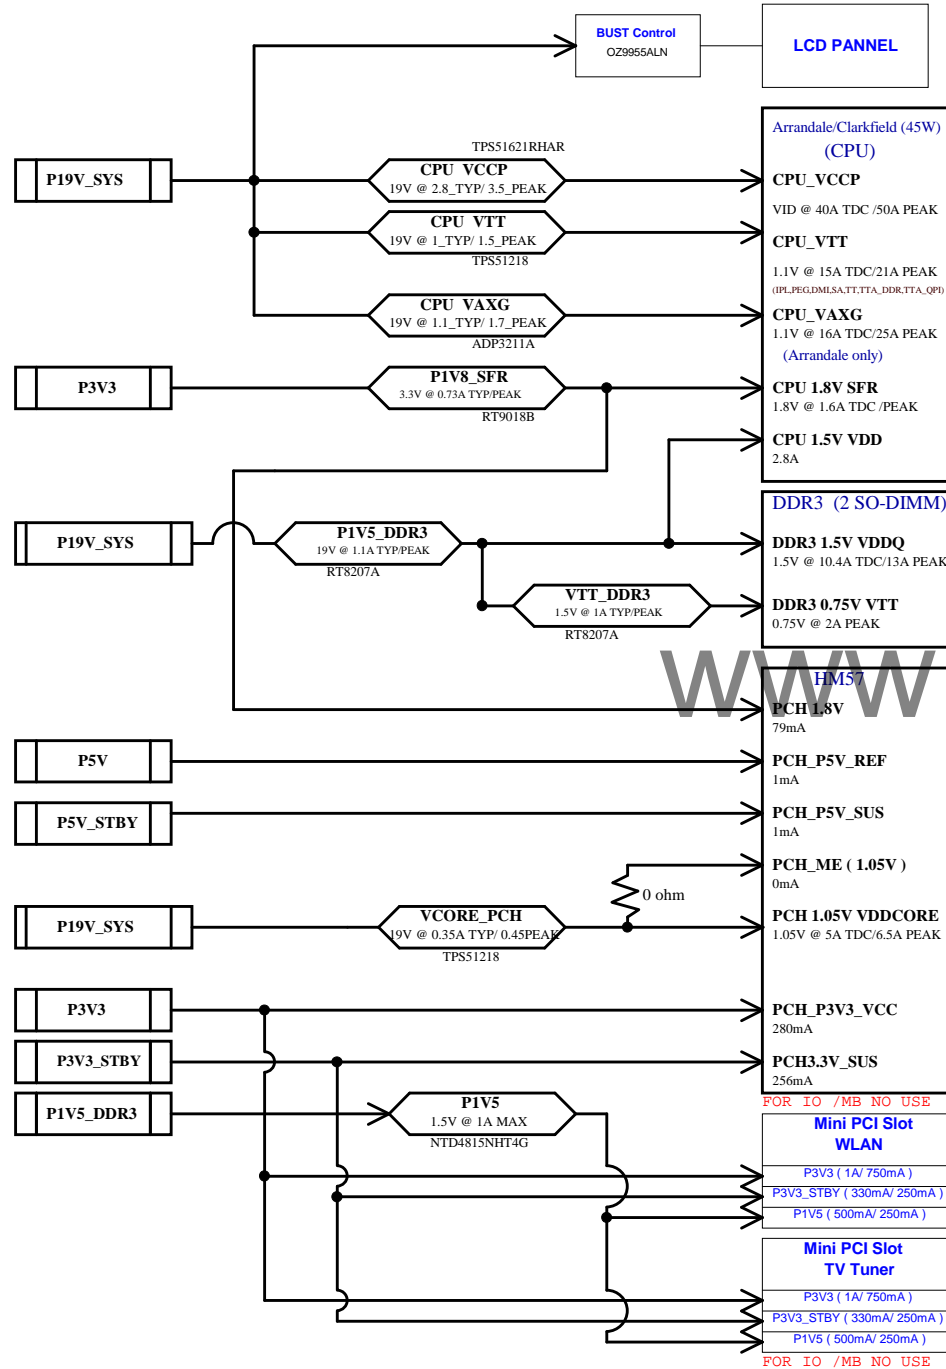 BUST Control
OZ9955ALN
LCD PANNEL
Arrandale/Clarkfield (45W)
(CPU)
TPS51621RHAR
P19V_SYS
CPU VCCP
19V @ 2.8_TYP/ 3.5_PEAK
CPU_VCCP
VID @ 40A TDC /50A PEAK
CPU VTT
19V @ 1_TYP/ 1.5_PEAK
TPS51218
CPU_VTT
1.1V @ 15A TDC/21A PEAK
(IPL,PEG,DMI,SA,TT,TTA_DDR,TTA_QPI)
CPU VAXG
19V @ 1.1_TYP/ 1.7_PEAK
ADP3211A
CPU_VAXG
1.1V @ 16A TDC/25A PEAK
(Arrandale only)
P3V3
P1V8_SFR
3.3V @ 0.73A TYP/PEAK
RT9018B
CPU 1.8V SFR
1.8V @ 1.6A TDC /PEAK
CPU 1.5V VDD
2.8A
DDR3 (2 SO-DIMM)
P19V_SYS
P1V5_DDR3
19V @ 1.1A TYP/PEAK
RT8207A
DDR3 1.5V VDDQ
1.5V @ 10.4A TDC/13A PEAK
VTT_DDR3
1.5V @ 1A TYP/PEAK
RT8207A
DDR3 0.75V VTT
0.75V @ 2A PEAK
WWW
HM57
PCH 1.8V
79mA
P5V
PCH_P5V_REF
1mA
P5V_STBY
PCH_P5V_SUS
1mA
PCH_ME ( 1.05V )
0mA
0 ohm
P19V_SYS
VCORE_PCH
19V @ 0.35A TYP/ 0.45PEAK
TPS51218
PCH 1.05V VDDCORE
1.05V @ 5A TDC/6.5A PEAK
P3V3
PCH_P3V3_VCC
280mA
P3V3_STBY
PCH3.3V_SUS
256mA
P1V5_DDR3
P1V5
1.5V @ 1A MAX
NTD4815NHT4G
FOR IO /MB NO USE
Mini PCI Slot
WLAN
P3V3 ( 1A/ 750mA )
P3V3_STBY ( 330mA/ 250mA )
P1V5 ( 500mA/ 250mA )
Mini PCI Slot
TV Tuner
P3V3 ( 1A/ 750mA )
P3V3_STBY ( 330mA/ 250mA )
P1V5 ( 500mA/ 250mA )
FOR IO /MB NO USE